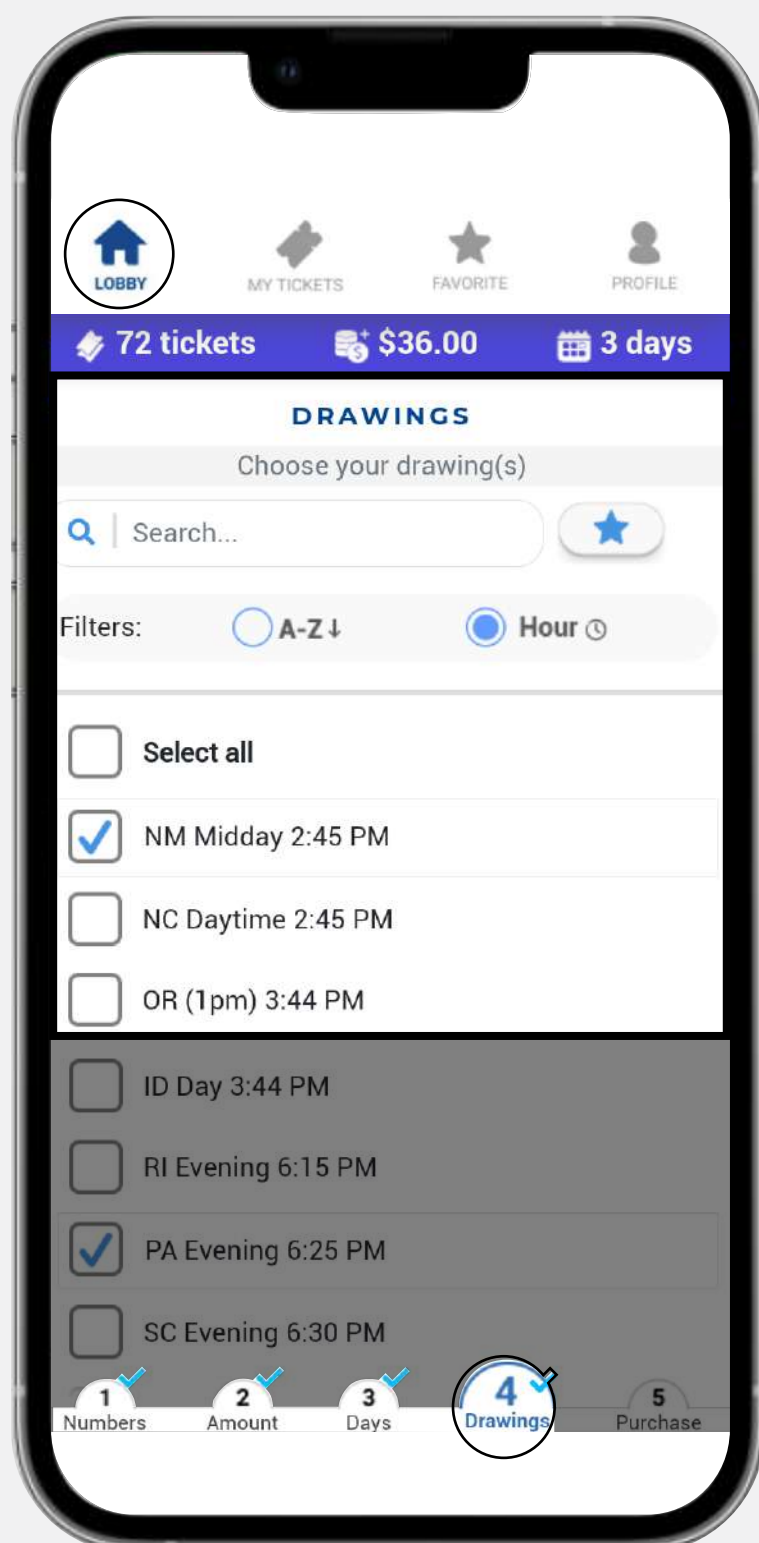 LOBBY MY TICKETS FAVORITE PROFILE
72 tickets $36.00 3 days
DRAWINGS
Choose your drawing(s)
Search...
Filters: A-Z↓ Hour
Select all
NM Midday 2:45 PM
NC Daytime 2:45 PM
OR (1pm) 3:44 PM
ID Day 3:44 PM
RI Evening 6:15 PM
PA Evening 6:25 PM
SC Evening 6:30 PM
1 2 3 4 5
Numbers Amount Days Drawings Purchase